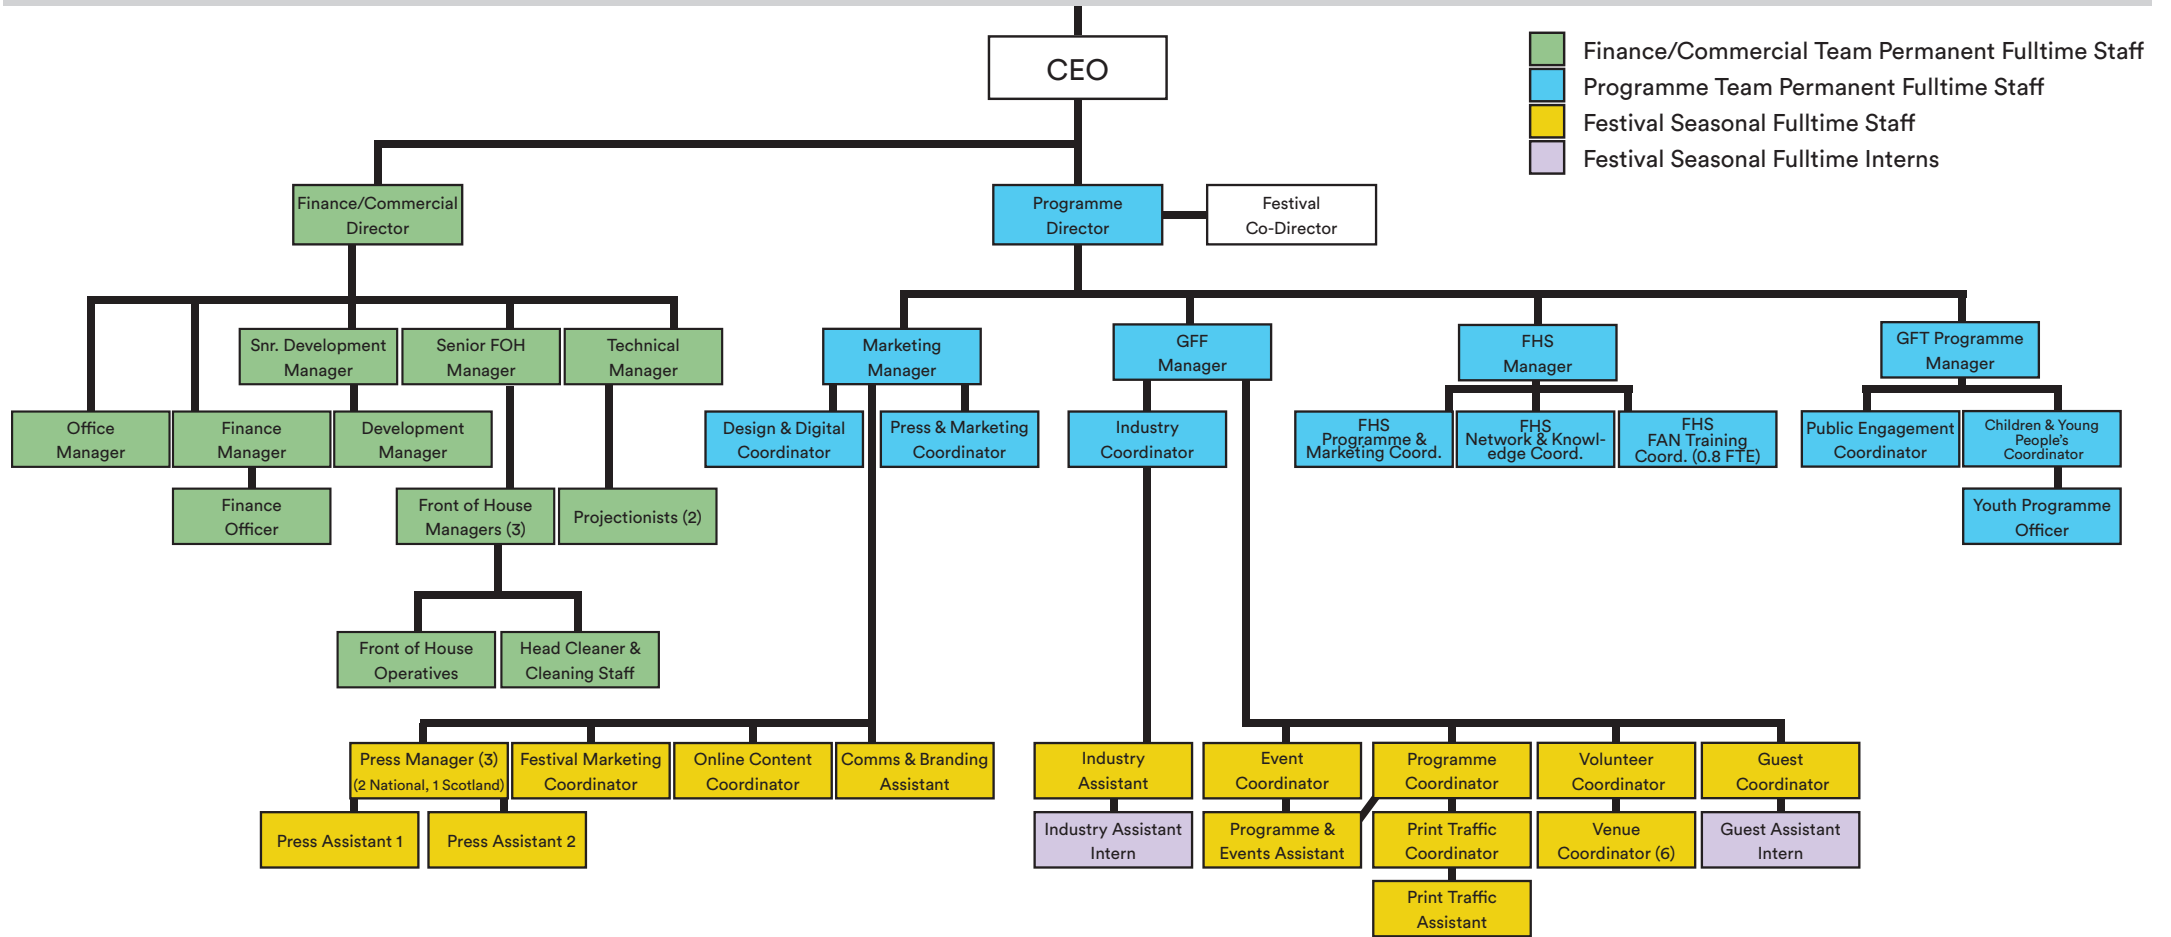 CEO
Finance/Commercial Team Permanent Fulltime Staff
Programme Team Permanent Fulltime Staff
Festival Seasonal Fulltime Staff
Festival Seasonal Fulltime Interns
Finance/Commercial
Director
Programme
Director
Festival
Co-Director
Snr. Development
Manager
Senior FOH
Manager
Technical
Manager
Marketing
Manager
GFF
Manager
FHS
Manager
GFT Programme
Manager
Office
Manager
Finance
Manager
Development
Manager
Design & Digital
Coordinator
Press & Marketing
Coordinator
Industry
Coordinator
FHS
Programme &
Marketing Coord.
FHS
Network & Knowl-
edge Coord.
FHS
FAN Training
Coord. (0.8 FTE)
Public Engagement
Coordinator
Children & Young
People's
Coordinator
Finance
Officer
Front of House
Managers (3)
Projectionists (2)
Youth Programme
Officer
Front of House
Operatives
Head Cleaner &
Cleaning Staff
Press Manager (3)
(2 National, 1 Scotland)
Festival Marketing
Coordinator
Online Content
Coordinator
Comms & Branding
Assistant
Industry
Assistant
Event
Coordinator
Programme
Coordinator
Volunteer
Coordinator
Guest
Coordinator
Press Assistant 1
Press Assistant 2
Industry Assistant
Intern
Programme &
Events Assistant
Print Traffic
Coordinator
Venue
Coordinator (6)
Guest Assistant
Intern
Print Traffic
Assistant